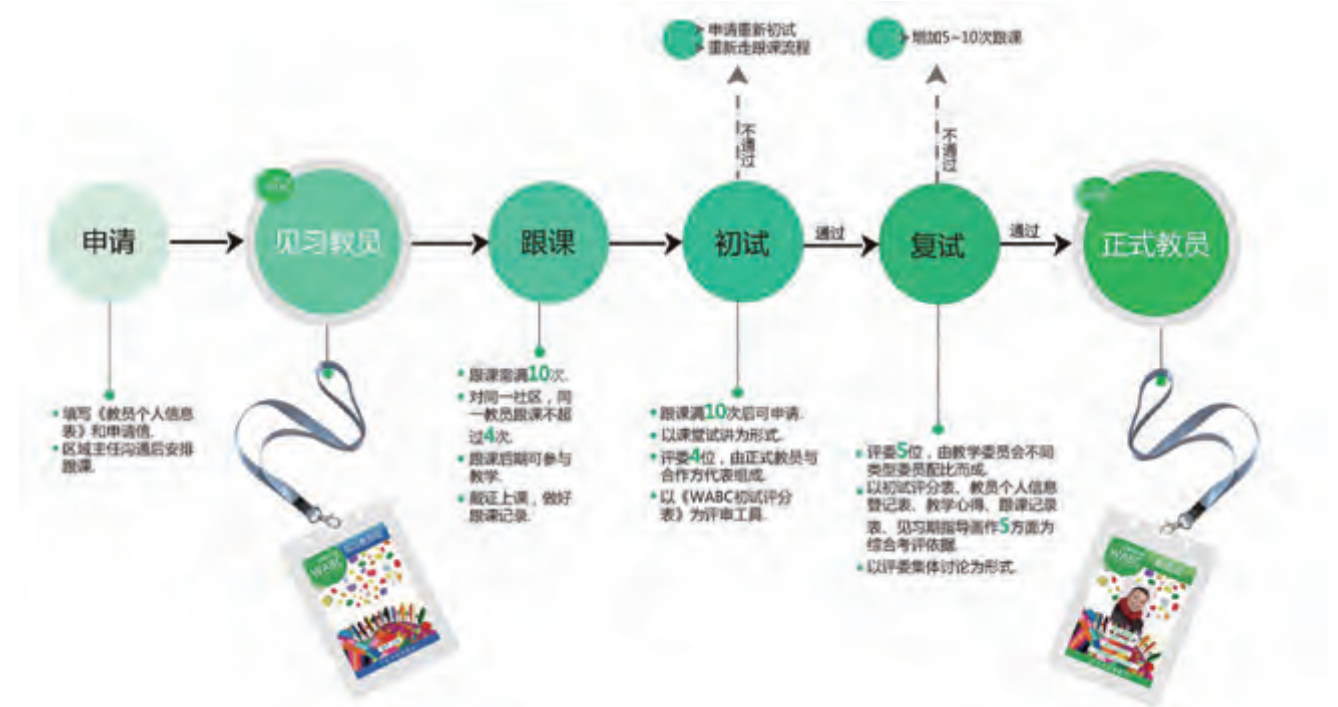 申请重新初试
重新走跟课流程
增加5~10次跟课
不通过
不通过
申请
见习教员
跟课
初试
通过
复试
通过
正式教员
填写《教员个人信息
表》和申请信.
区域主任沟通后安排
跟课.
跟课需满10次.
对同一社区，同
一教员跟课不超
过4次.
跟课后期可参与
教学.
戴证上课，做好
跟课记录.
跟课满10次后可申请.
以课堂试讲为形式.
评委4位，由正式教员与
合作方代表组成.
以《WABC初试评分
表》为评审工具.
评委5位，由教学委员会不同
类型委员配比而成.
以初试评分表、教员个人信息
登记表、教学心得、跟课记录
表、见习期指导画作5方面为
综合考评依据.
以评委集体讨论为形式.
WABC
WABC